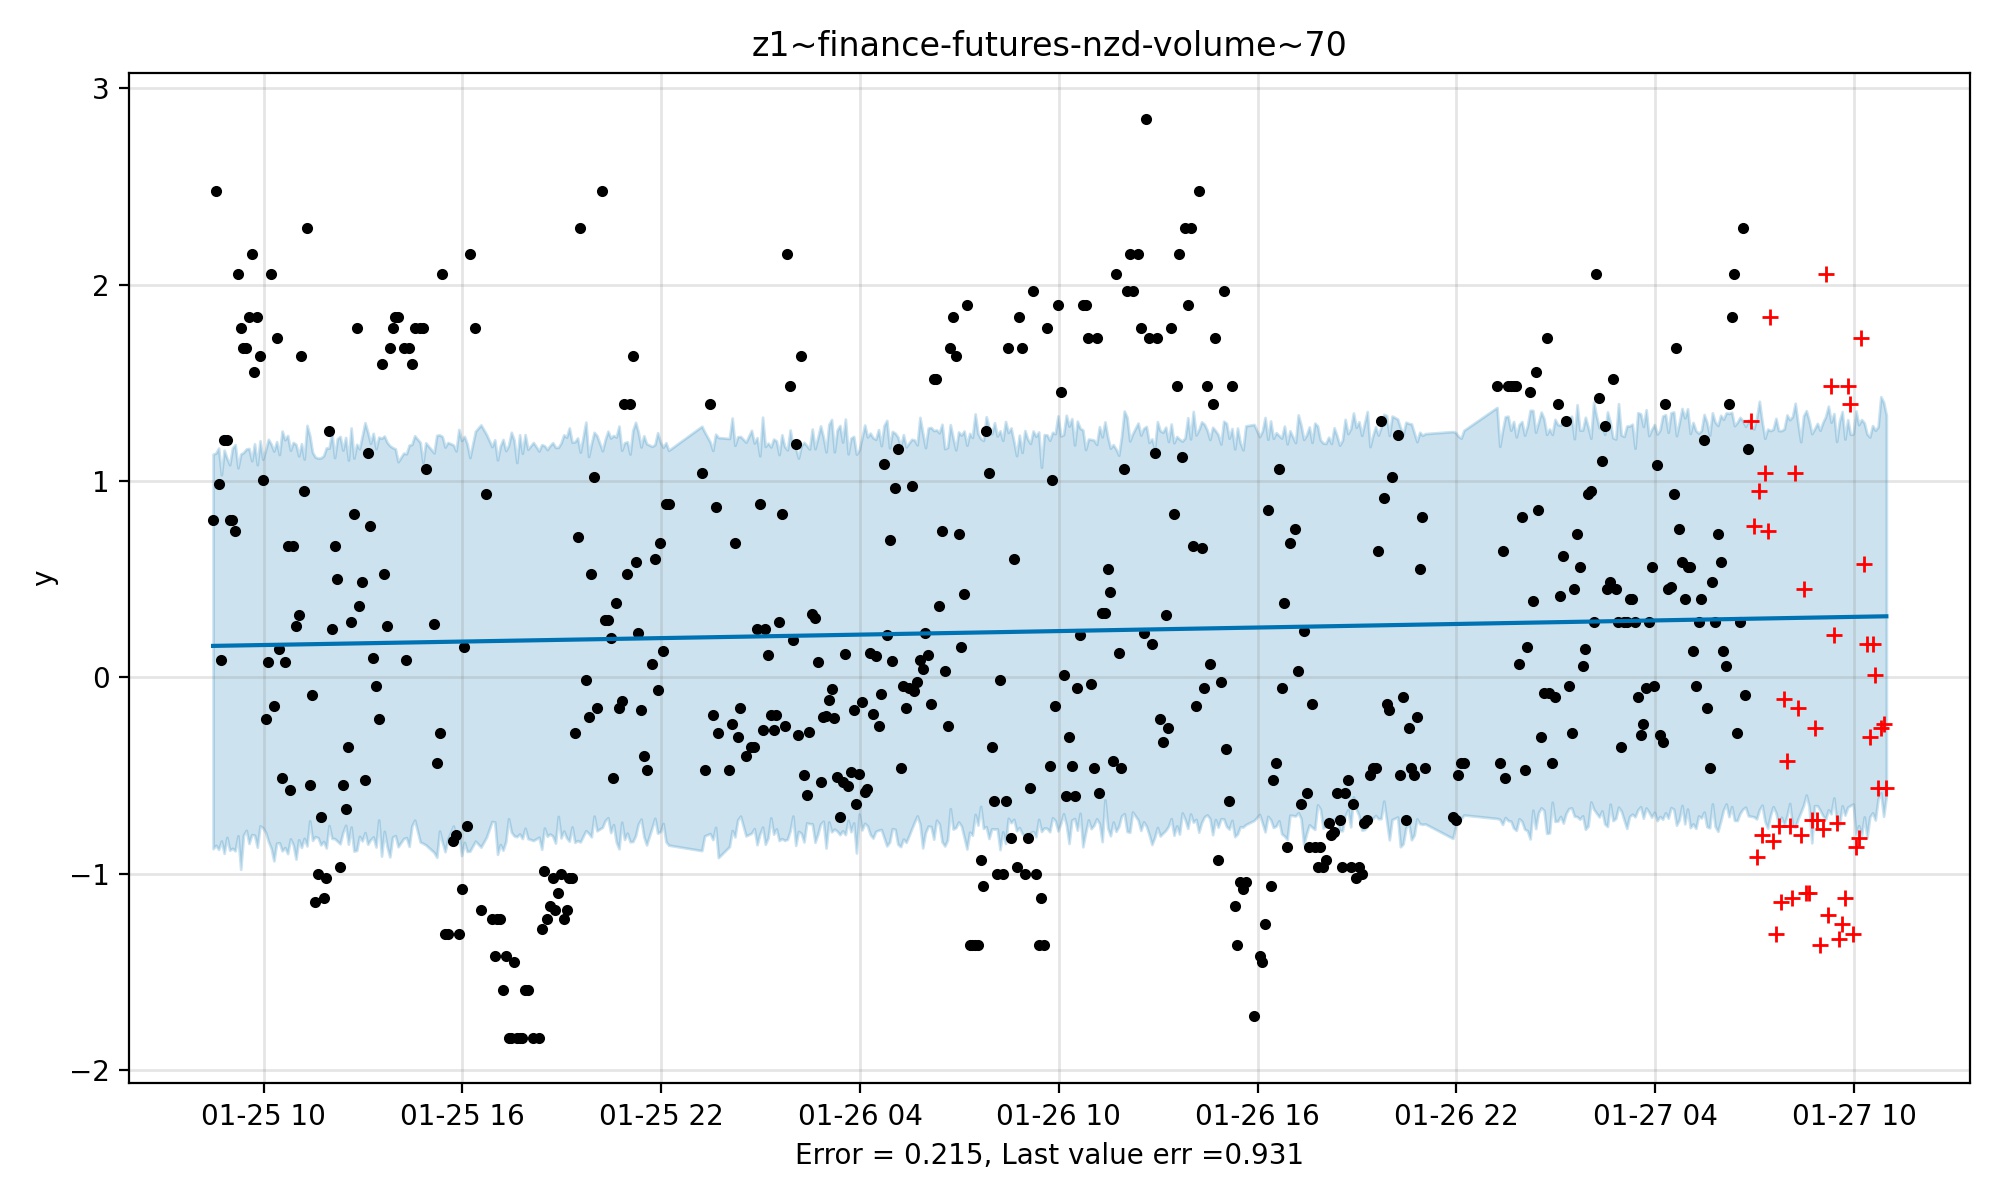 z1~finance-futures-nzd-volume~70
3
2
1
0
−1
−2
y
01-25 10 01-25 16 01-25 22 01-26 04 01-26 10 01-26 16 01-26 22 01-27 04 01-27 10
Error = 0.215, Last value err =0.931